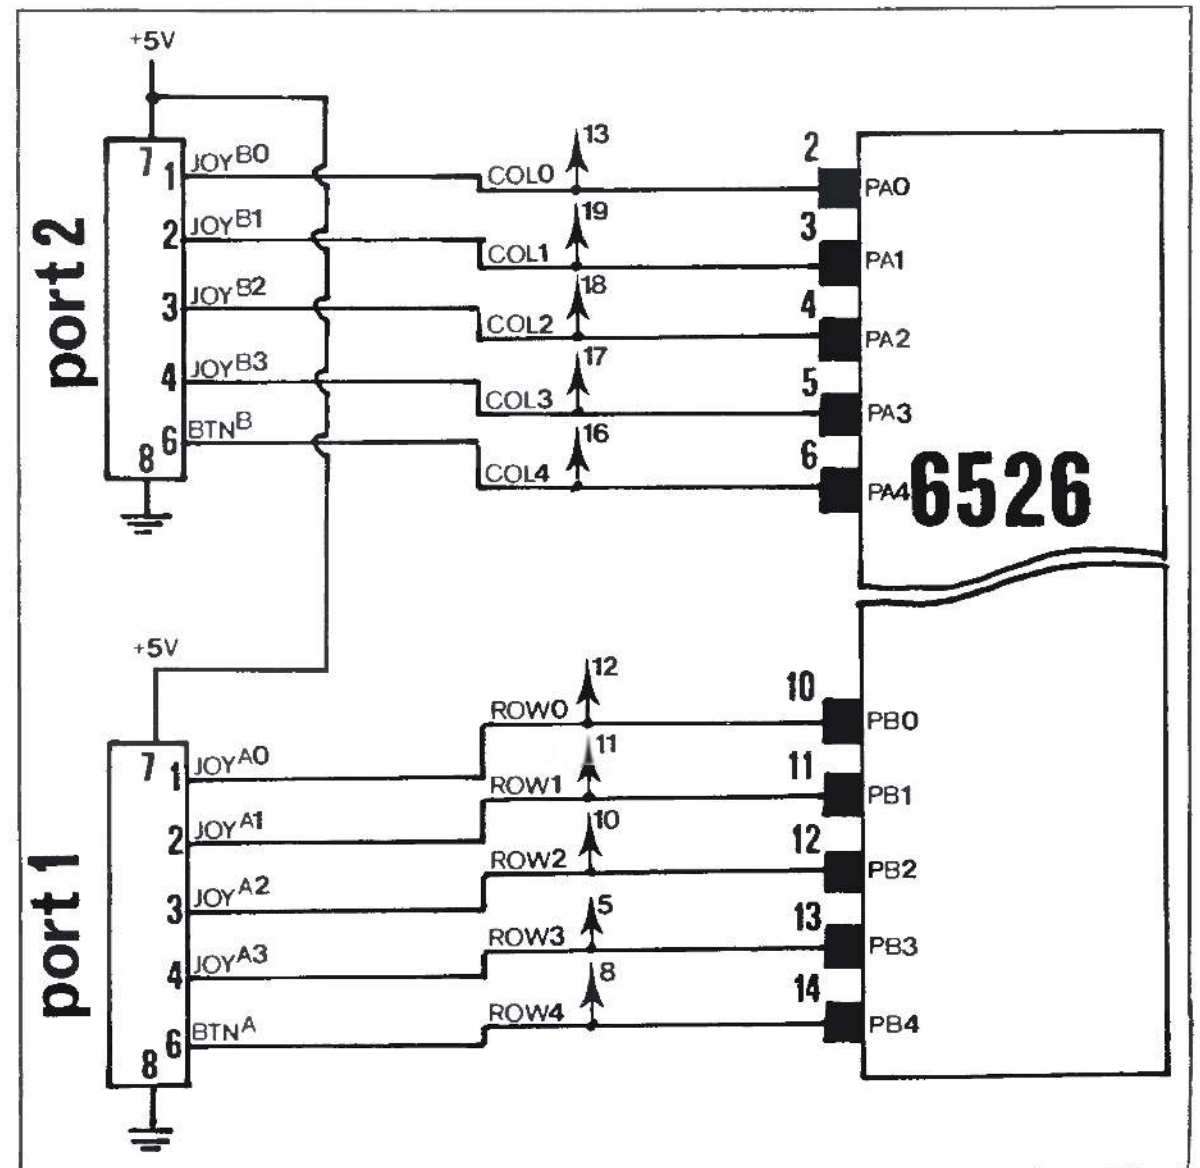 +5V
port 2
7
1 JOYB0
COL0
13
2
PA0
2 JOYB1
COL1
19
3
PA1
3 JOYB2
COL2
18
4
PA2
4 JOYB3
COL3
17
5
PA3
6 BTNB
COL4
16
6
PA4
8
6526
+5V
port 1
7
1 JOYA0
ROW0
12
10
PB0
2 JOYA1
ROW1
11
11
PB1
3 JOYA2
ROW2
10
12
PB2
4 JOYA3
ROW3
5
13
PB3
6 BTNA
ROW4
8
14
PB4
8